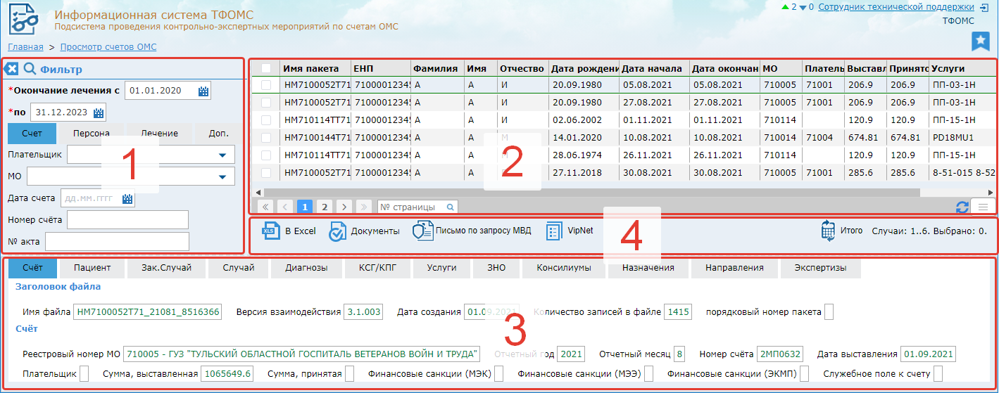 Информационная система ТФОМС
Подсистема проведения контрольно-экспертных мероприятий по счетам ОМС
2 0 Сотрудник технической поддержки
ТФОМС
Главная > Просмотр счетов ОМС
Фильтр
*Окончание лечения с 01.01.2020
*по 31.12.2023
Счет Персона Лечение Доп.
Плательщик
МО
Дата счета дд.мм.гггг
Номер счёта
№ акта
1
Имя пакета ЕНП Фамилия Имя Отчество Дата рождени Дата начала Дата окончан МО Платель Выставл Принято Услуги
HM7100052T71 71000012345 А А И 20.09.1980 05.08.2021 05.08.2021 710005 71001 206.9 206.9 ПП-03-1Н
HM7100052T71 71000012345 А А И 20.09.1980 27.08.2021 27.08.2021 710005 71001 206.9 206.9 ПП-03-1Н
HM710114TT71 71000012345 А А И 02.06.2002 01.11.2021 01.11.2021 710114 120.9 120.9 ПП-15-1Н
HM7100144T71 71000012345 А А М 14.01.2020 10.08.2021 10.08.2021 710014 71004 674.81 674.81 PD18MU1
HM710114TT71 71000012345 А А 28.06.1974 26.11.2021 26.11.2021 710114 120.9 120.9 ПП-15-1Н
HM7100052T71 71000012345 А А 27.11.2018 30.08.2021 30.08.2021 710005 71001 285.6 285.6 8-51-015 8-52
2
« ‹ 1 2 › » № страницы
XLS В Excel Документы Письмо по запросу МВД VipNet Итого Случаи: 1..6. Выбрано: 0.
4
Счёт Пациент Зак.Случай Случай Диагнозы КСГ/КПГ Услуги ЗНО Консилиумы Назначения Направления Экспертизы
Заголовок файла
Имя файла HM7100052T71_21081_8516366 Версия взаимодействия 3.1.003 Дата создания 01.09.2021 Количество записей в файле 1415 порядковый номер пакета
3
Счёт
Реестровый номер МО 710005 - ГУЗ "ТУЛЬСКИЙ ОБЛАСТНОЙ ГОСПИТАЛЬ ВЕТЕРАНОВ ВОЙН И ТРУДА" Отчетный год 2021 Отчетный месяц 8 Номер счёта 2МП0632 Дата выставления 01.09.2021
Плательщик Сумма, выставленная 1065649.6 Сумма, принятая Финансовые санкции (МЭК) Финансовые санкции (МЭЭ) Финансовые санкции (ЭКМП) Служебное поле к счету